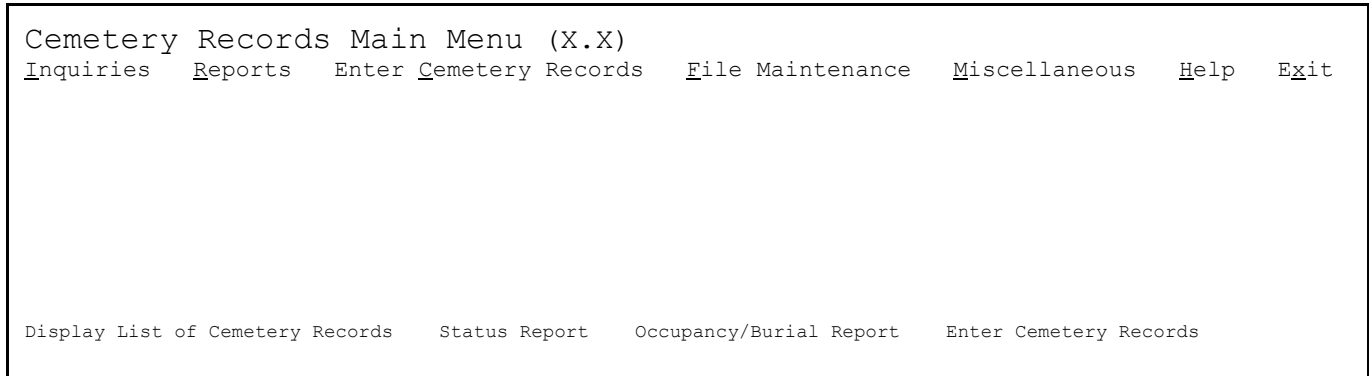 Cemetery Records Main Menu (X.X)
Inquiries Reports Enter Cemetery Records File Maintenance Miscellaneous Help Exit
Display List of Cemetery Records Status Report Occupancy/Burial Report Enter Cemetery Records